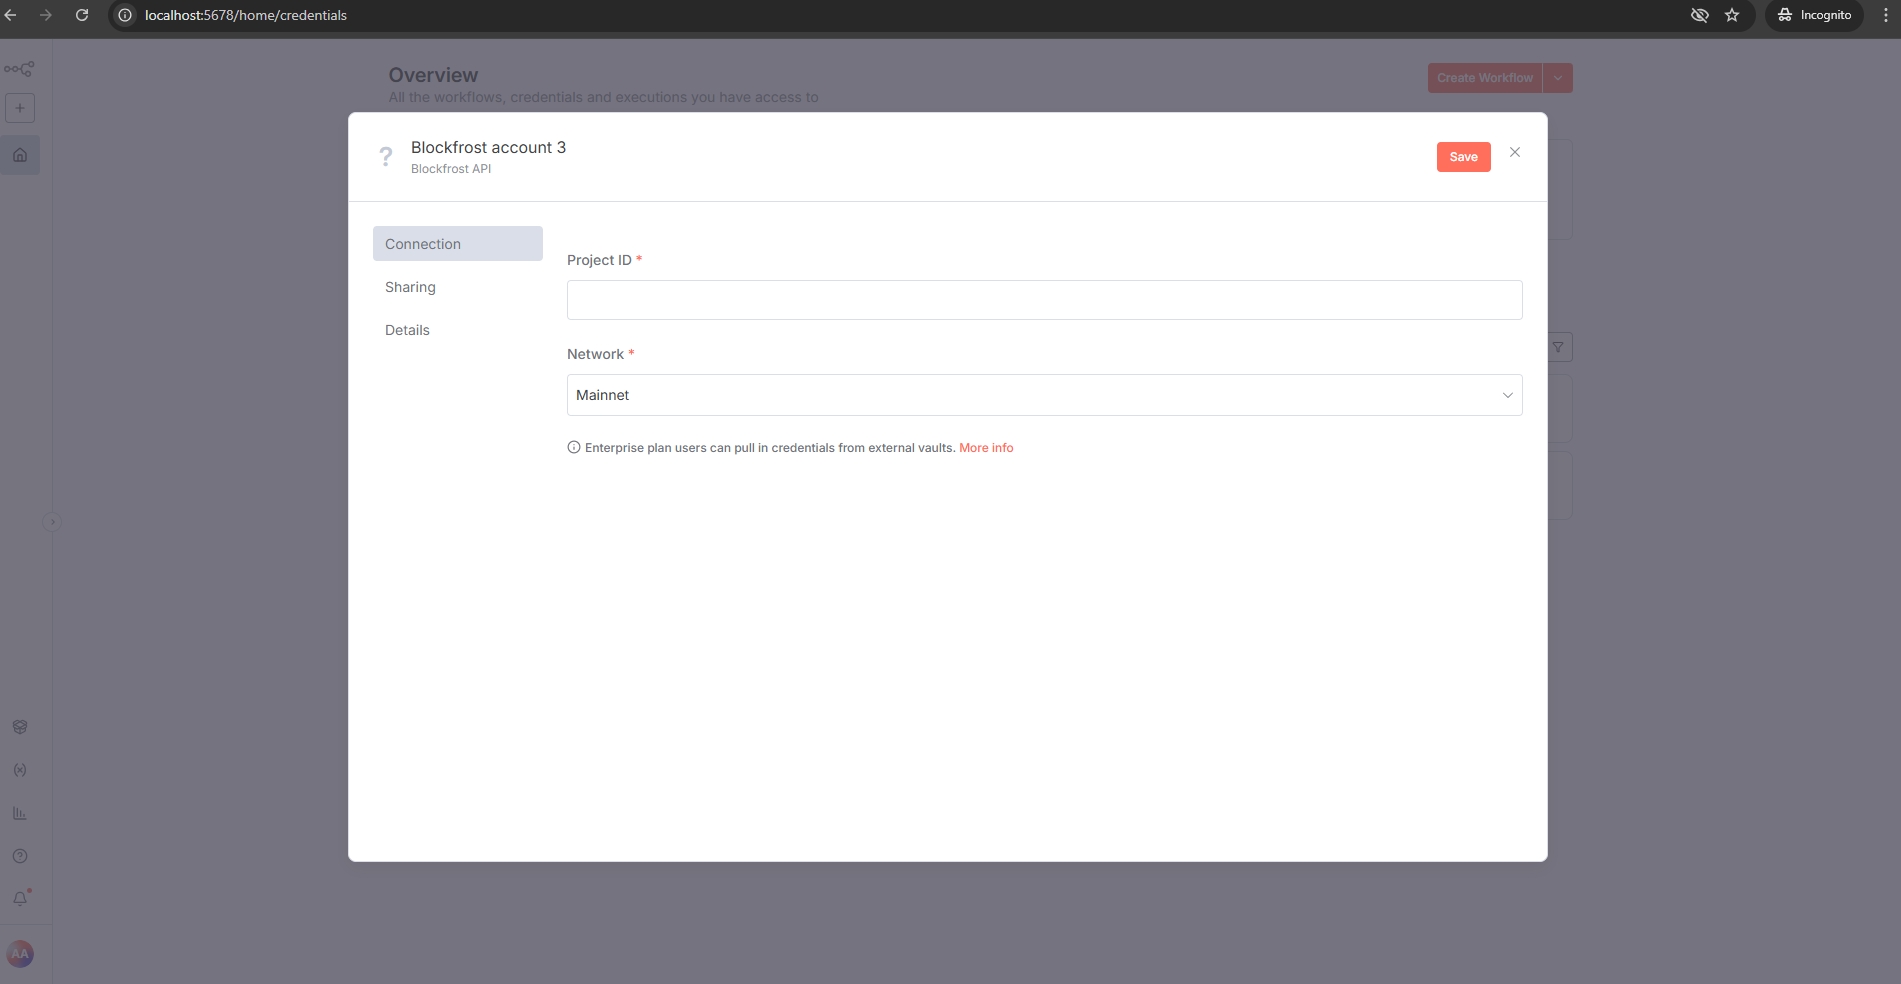 localhost:5678/home/credentials
Incognito
Overview
Create Workflow
All the workflows, credentials and executions you have access to
?
Blockfrost account 3
Blockfrost API
Save
Connection
Project ID *
Sharing
Details
Network *
Mainnet
Enterprise plan users can pull in credentials from external vaults. More info
AA